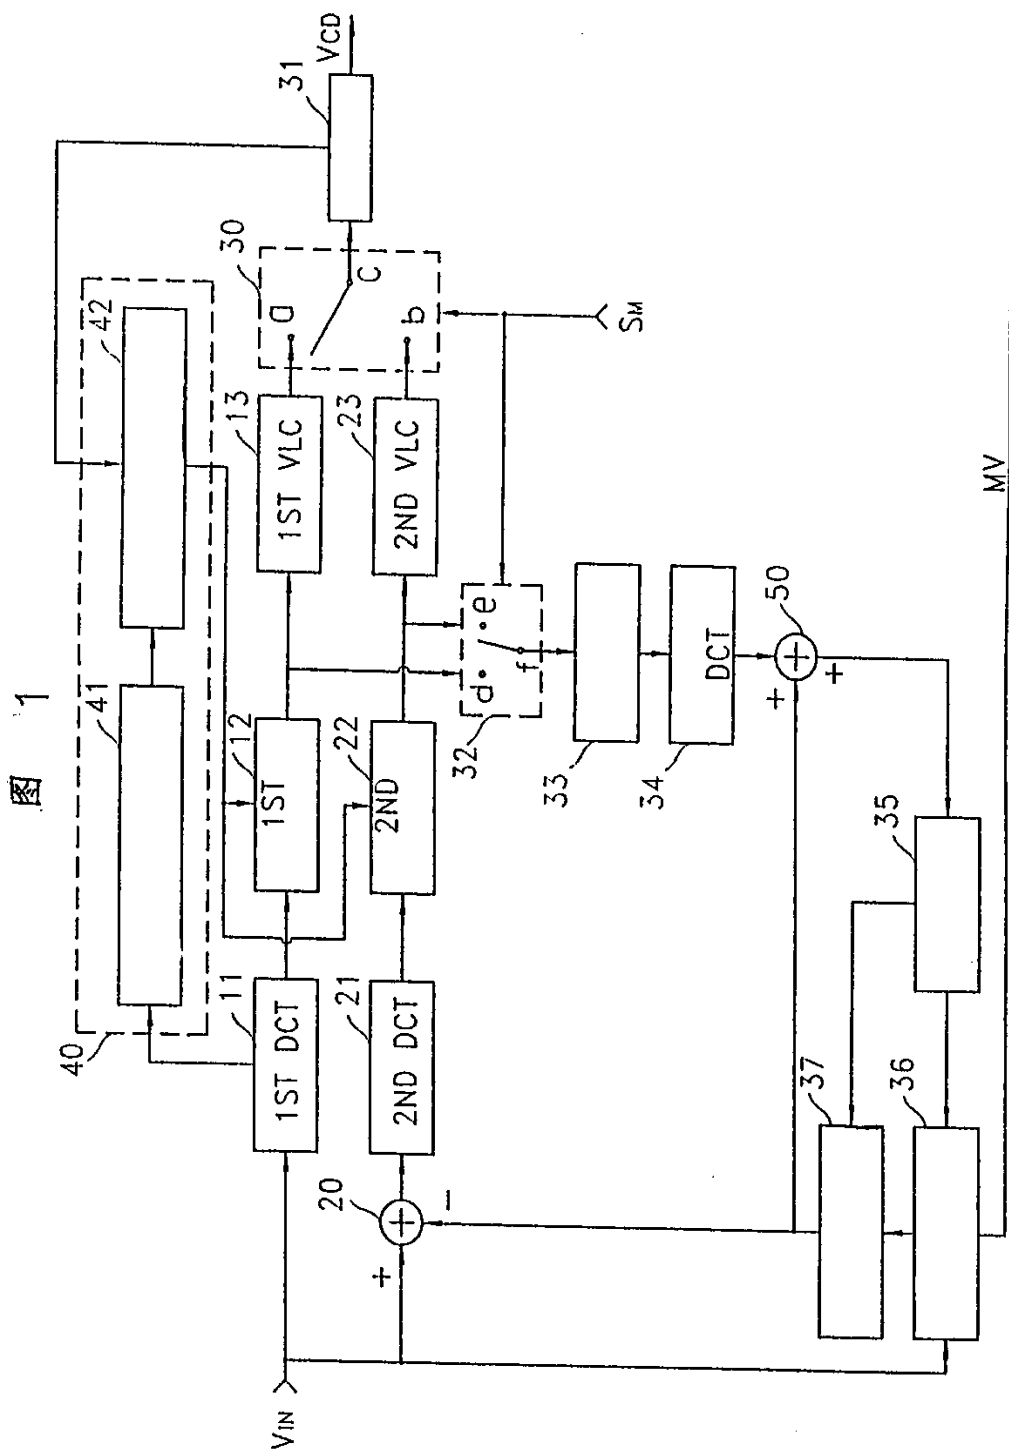 图 1
40
41
42
31
VCD
11
1ST DCT
12
1ST
13
1ST VLC
30
a
c
b
21
2ND DCT
22
2ND
23
2ND VLC
SM
VIN
20
+
−
32
d
e
f
33
34
DCT
50
+
+
35
37
36
MV